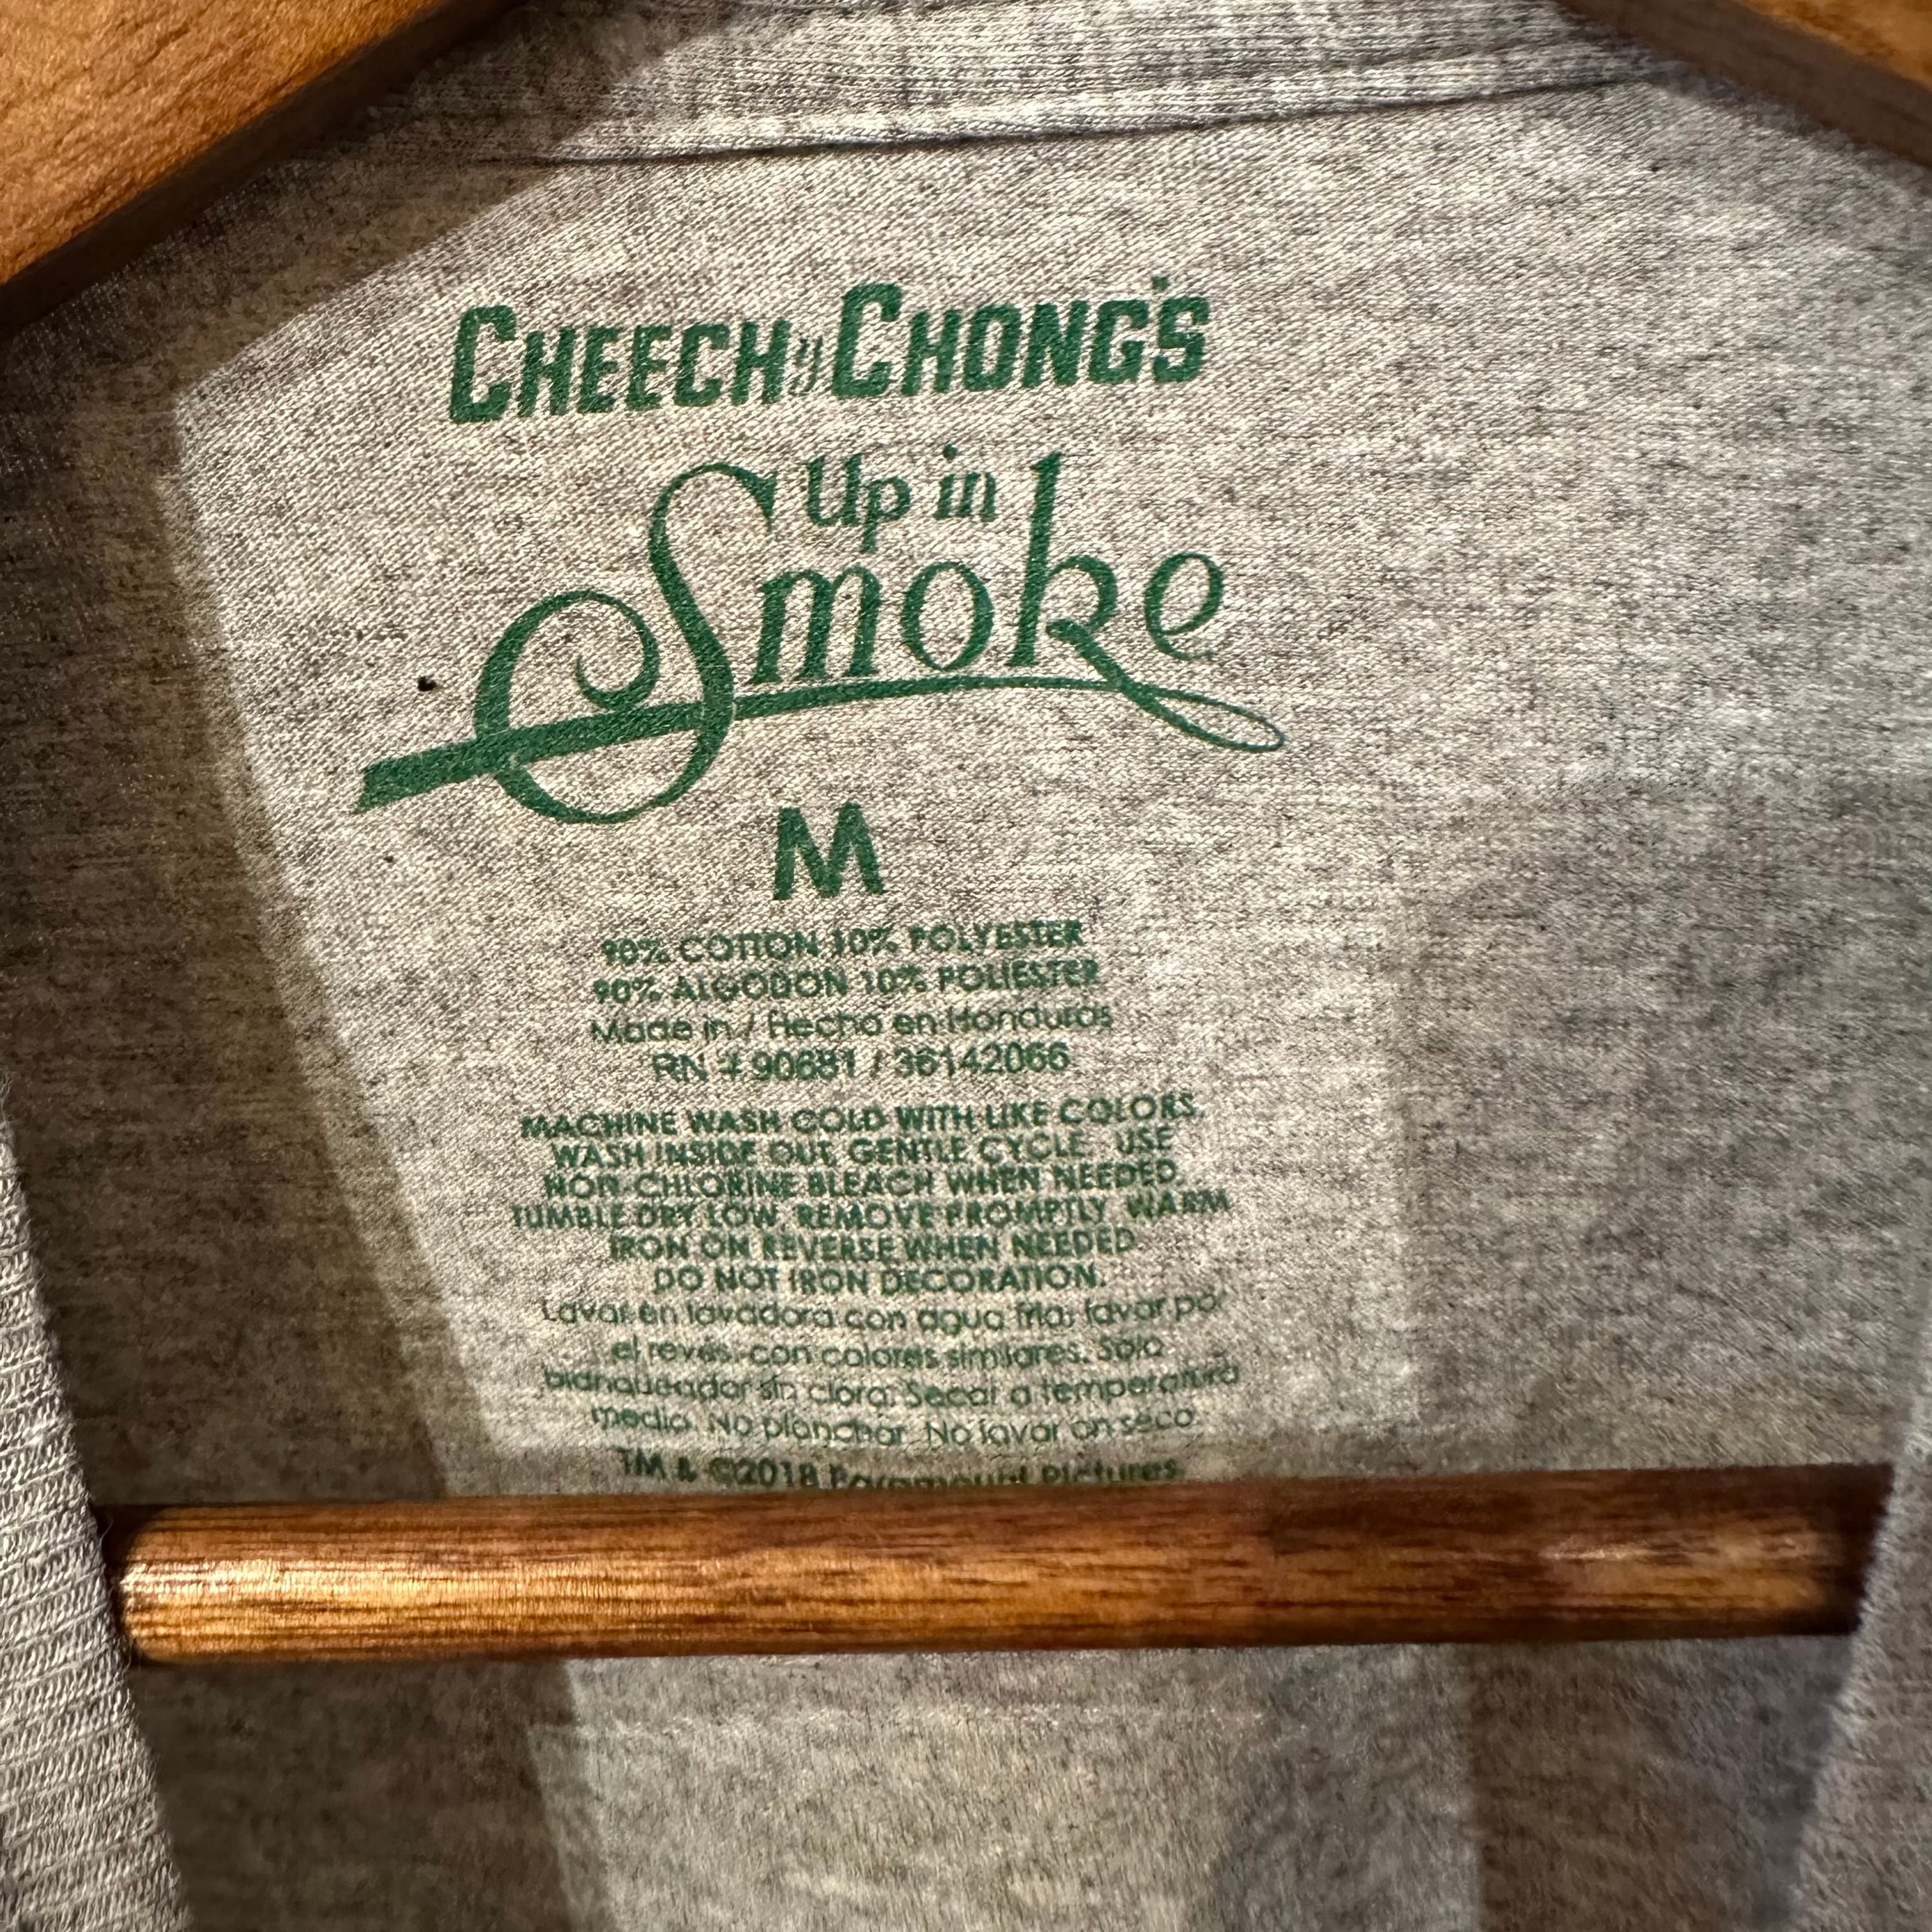 CHEECH y CHONG'S
Up in
Smoke
M
90% COTTON 10% POLYESTER
90% ALGODON 10% POLIESTER
Made in / Hecho en Honduras
RN # 90681 / 36142066
MACHINE WASH COLD WITH LIKE COLORS.
WASH INSIDE OUT, GENTLE CYCLE. USE
NON-CHLORINE BLEACH WHEN NEEDED.
TUMBLE DRY LOW. REMOVE PROMPTLY. WARM
IRON ON REVERSE WHEN NEEDED.
DO NOT IRON DECORATION.
Lavar en lavadora con agua fria, lavar por
el revés, con colores similares. Solo
blanqueador sin cloro. Secar a temperatura
media. No planchar. No lavar en seco.
TM & ©2018 Paramount Pictures.